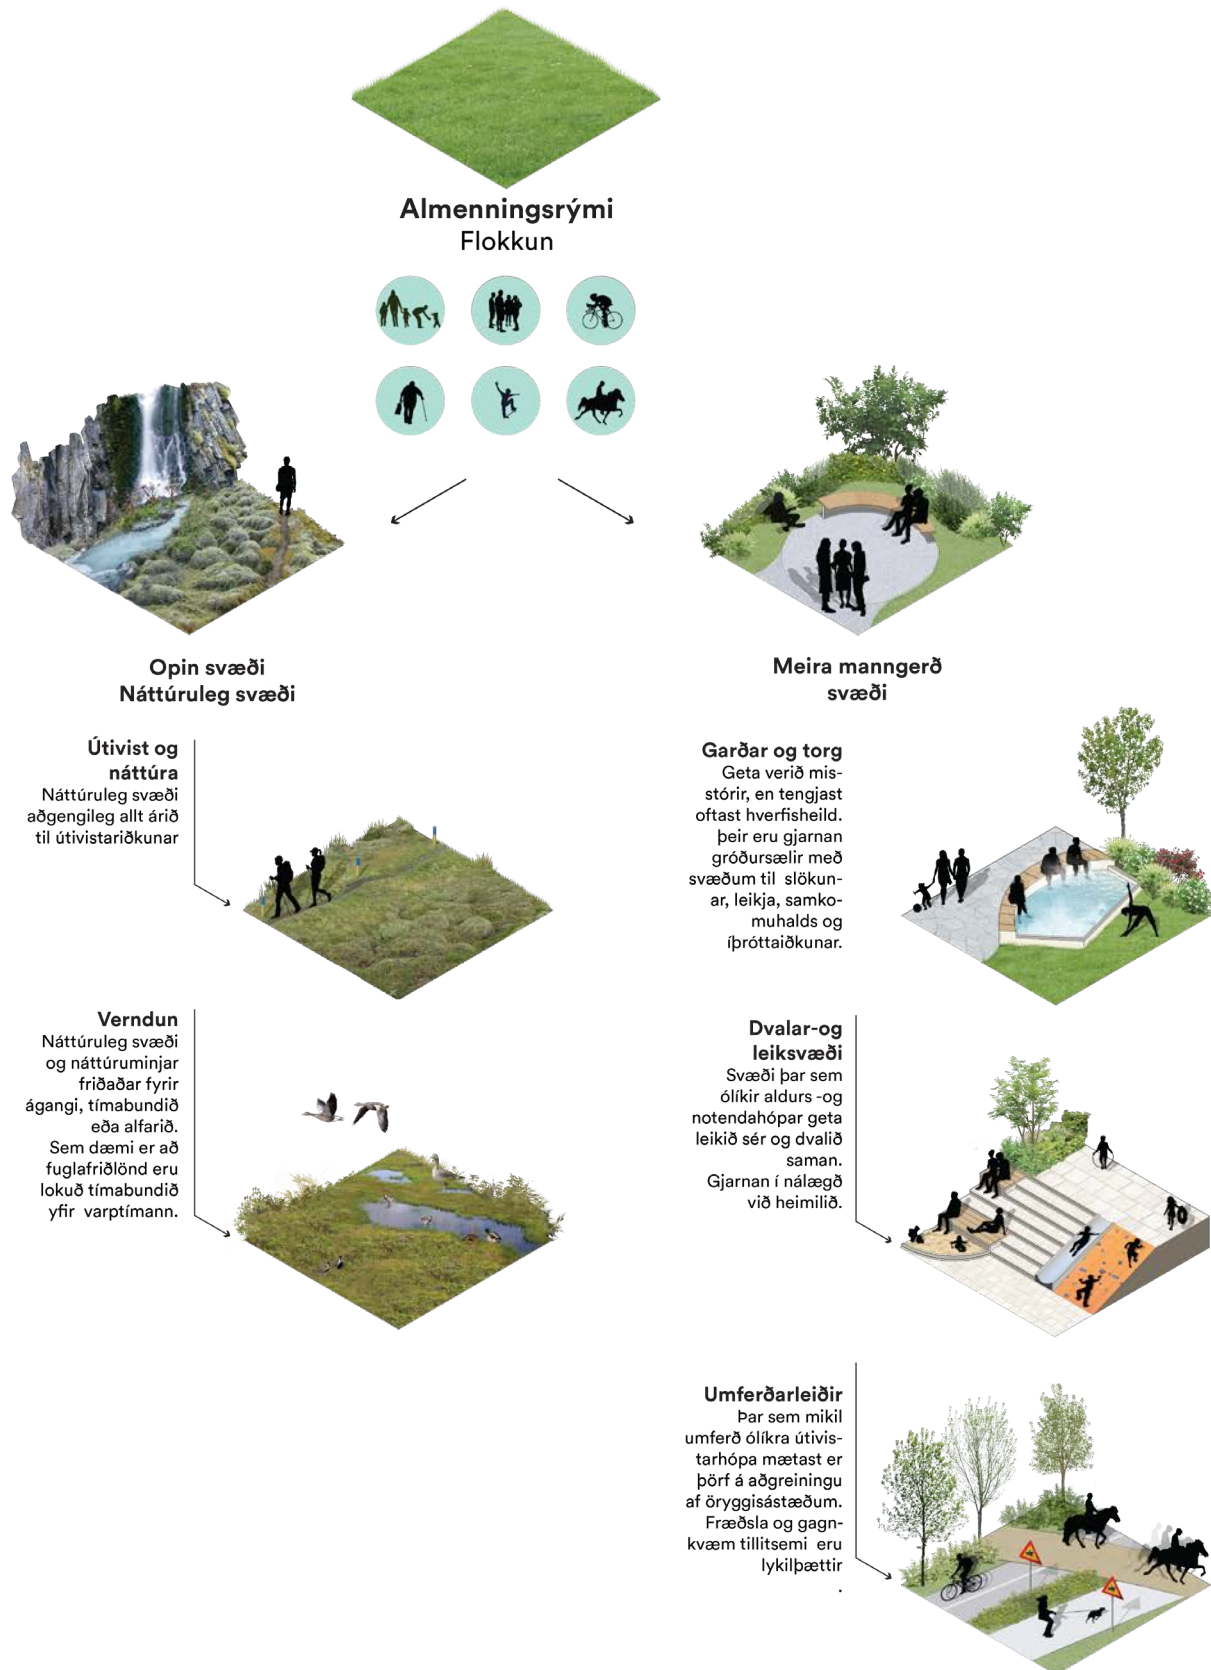 Almenningsrými
Flokkun
Opin svæði
Náttúruleg svæði
Útivist og
náttúra
Náttúruleg svæði
aðgengileg allt árið
til útivistariðkunar
Verndun
Náttúruleg svæði
og náttúruminjar
friðaðar fyrir
ágangi, tímabundið
eða alfarið.
Sem dæmi er að
fuglafriðlönd eru
lokuð tímabundið
yfir varptímann.
Meira manngerð
svæði
Garðar og torg
Geta verið mis-
stórir, en tengjast
oftast hverfisheild.
þeir eru gjarnan
gróðursælir með
svæðum til slökun-
ar, leikja, samko-
muhalds og
íþróttaiðkunar.
Dvalar-og
leiksvæði
Svæði þar sem
ólíkir aldurs -og
notendahópar geta
leikið sér og dvalið
saman.
Gjarnan í nálægð
við heimilið.
Umferðarleiðir
Þar sem mikil
umferð ólíkra útivis-
tarhópa mætast er
þörf á aðgreiningu
af öryggisástæðum.
Fræðsla og gagn-
kvæm tillitsemi eru
lykilþættir
.